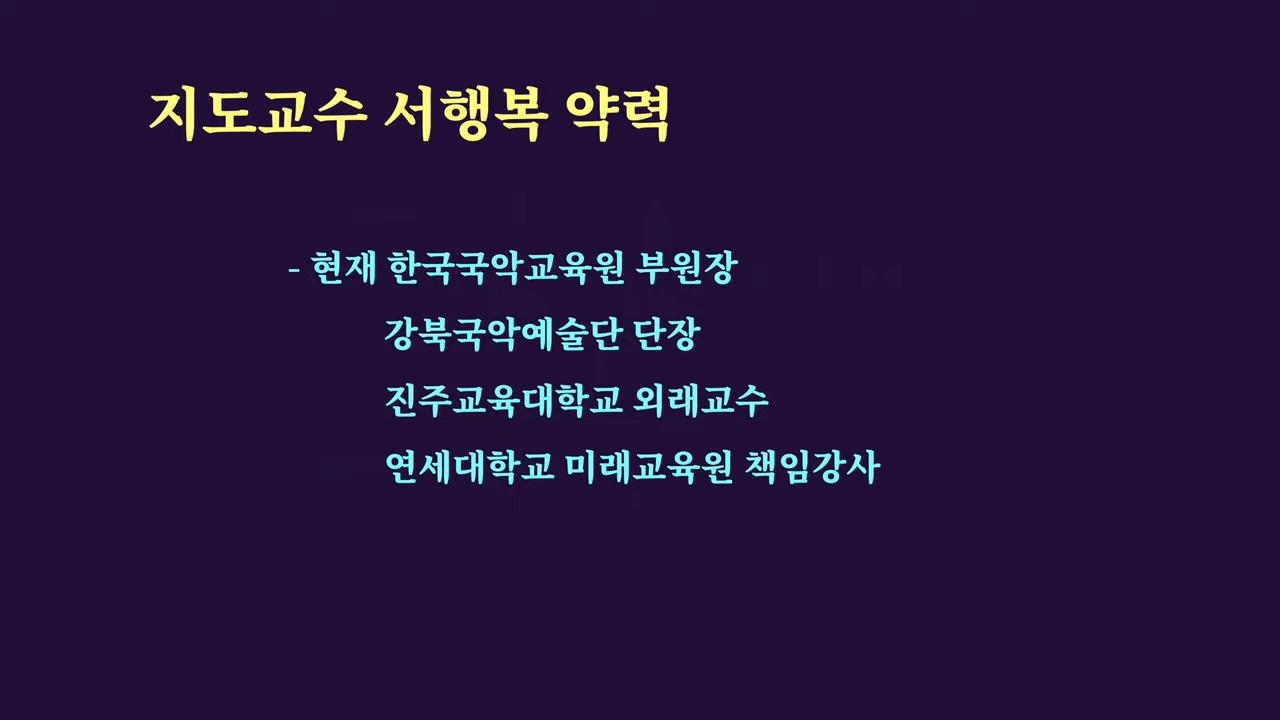 지도교수 서행복 약력
- 현재 한국국악교육원 부원장
강북국악예술단 단장
진주교육대학교 외래교수
연세대학교 미래교육원 책임강사